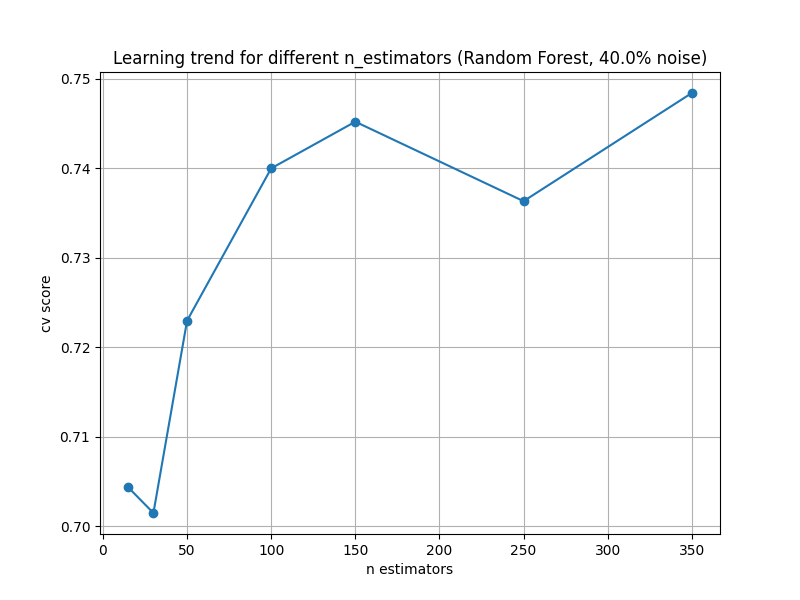 Learning trend for different n_estimators (Random Forest, 40.0% noise)
0.75
0.74
0.73
0.72
0.71
0.70
cv score
0 50 100 150 200 250 300 350
n estimators